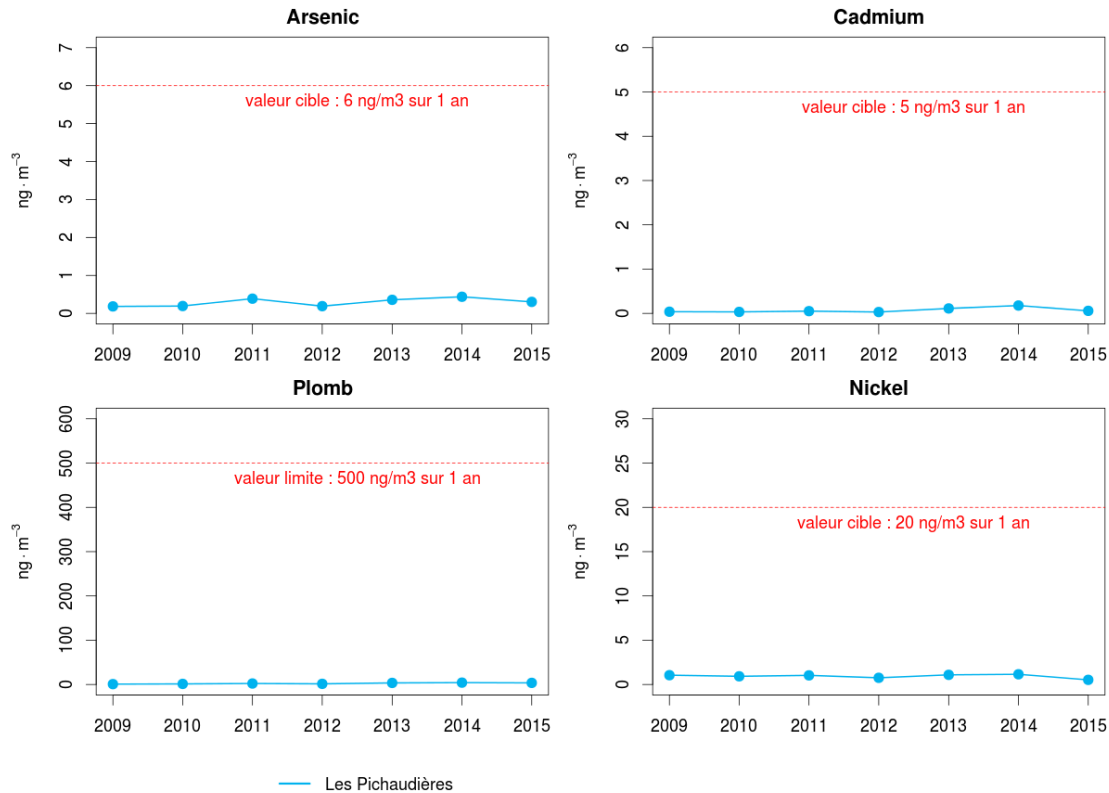 Arsenic
7
6
5
4
3
2
1
0
ng · m⁻³
valeur cible : 6 ng/m3 sur 1 an
2009 2010 2011 2012 2013 2014 2015
Cadmium
6
5
4
3
2
1
0
ng · m⁻³
valeur cible : 5 ng/m3 sur 1 an
2009 2010 2011 2012 2013 2014 2015
Plomb
600
500
400
300
200
100
0
ng · m⁻³
valeur limite : 500 ng/m3 sur 1 an
2009 2010 2011 2012 2013 2014 2015
Nickel
30
25
20
15
10
5
0
ng · m⁻³
valeur cible : 20 ng/m3 sur 1 an
2009 2010 2011 2012 2013 2014 2015
Les Pichaudières